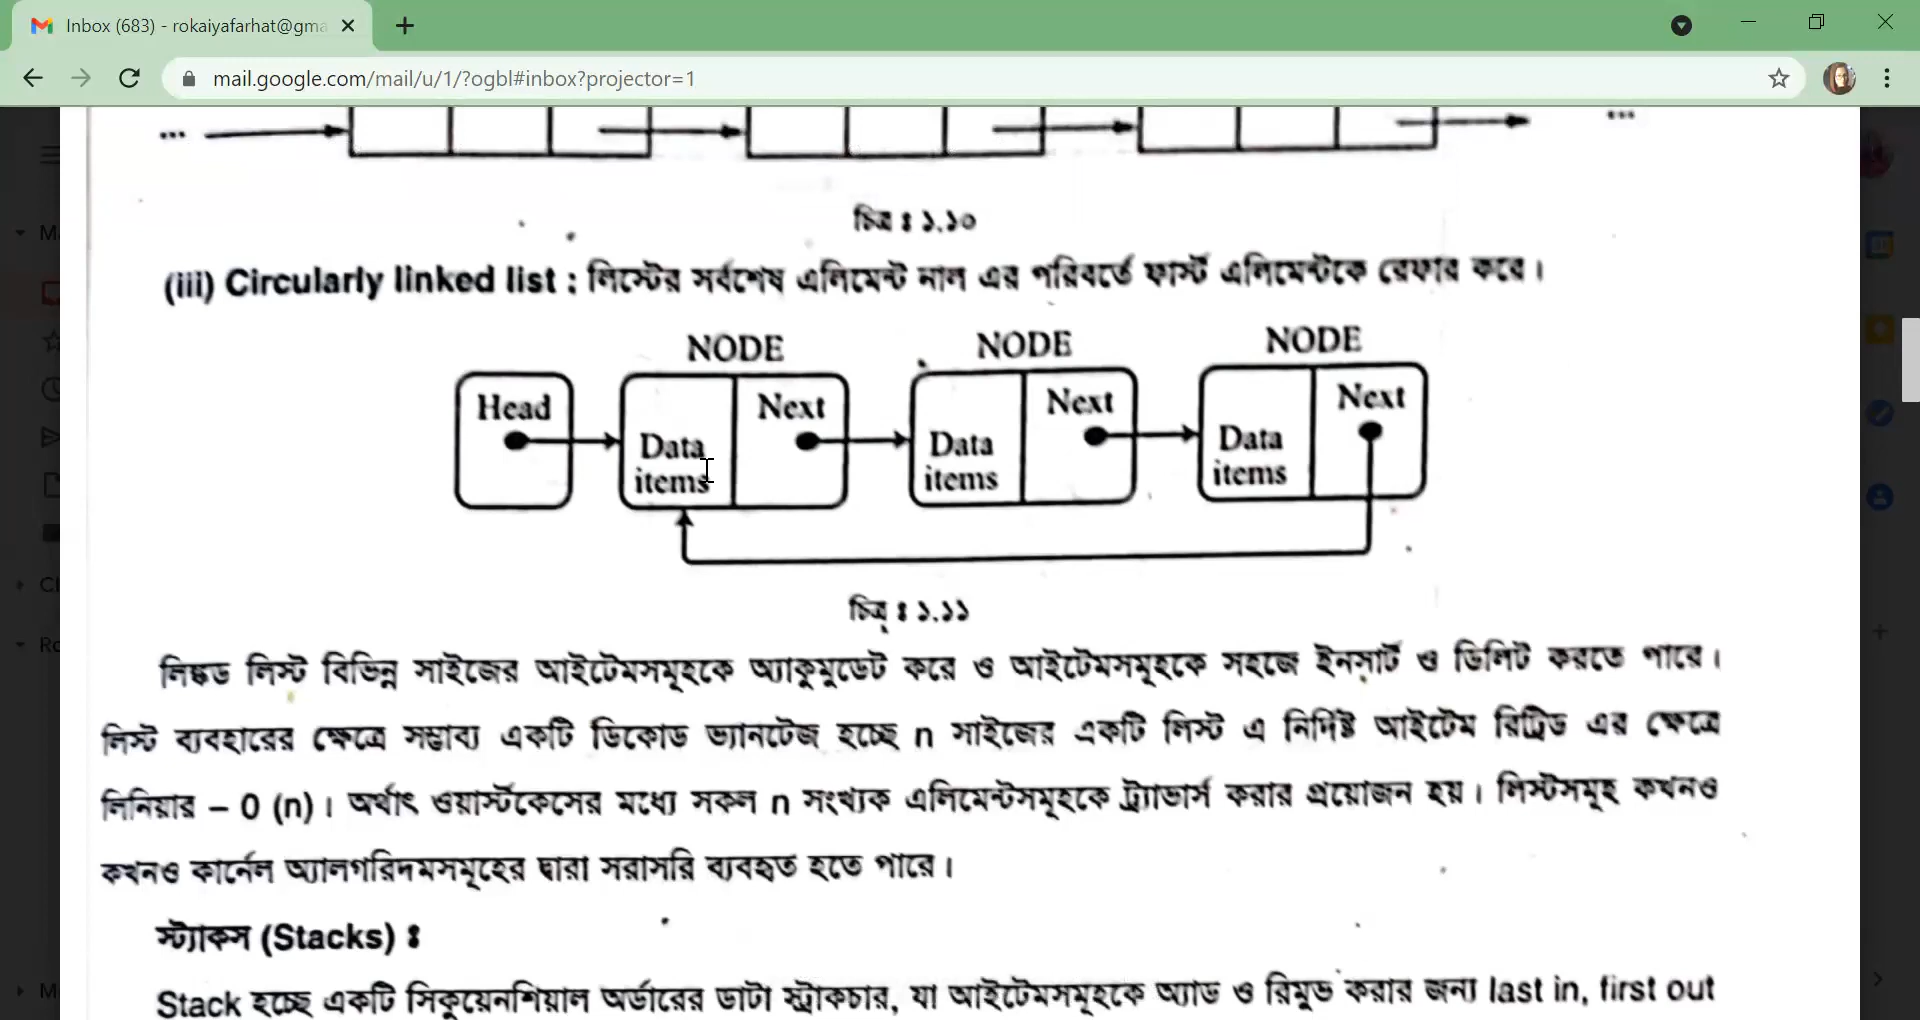 Inbox (683) - rokaiyafarhat@gma
mail.google.com/mail/u/1/?ogbl#inbox?projector=1
... ...
চিত্র ঃ ১.১০
(iii) Circularly linked list : লিস্টের সর্বশেষ এলিমেন্ট নাল এর পরিবর্তে ফার্স্ট এলিমেন্টকে রেফার করে।
NODE NODE NODE
Head Next Next Next
Data Data Data
items items items
চিত্র ঃ ১.১১
লিঙ্কড লিস্ট বিভিন্ন সাইজের আইটেমসমূহকে অ্যাকুমুডেট করে ও আইটেমসমূহকে সহজে ইনসার্ট ও ডিলিট করতে পারে।
লিস্ট ব্যবহারের ক্ষেত্রে সম্ভাব্য একটি ডিকোড ভ্যানটেজ হচ্ছে n সাইজের একটি লিস্ট এ নির্দিষ্ট আইটেম রিট্রিভ এর ক্ষেত্রে
লিনিয়ার – 0 (n)। অর্থাৎ ওয়ার্স্টকেসের মধ্যে সকল n সংখ্যক এলিমেন্টসমূহকে ট্র্যাভার্স করার প্রয়োজন হয়। লিস্টসমূহ কখনও
কখনও কার্নেল অ্যালগরিদমসমূহের দ্বারা সরাসরি ব্যবহৃত হতে পারে।
স্ট্যাকস (Stacks) ঃ
Stack হচ্ছে একটি সিকুয়েনশিয়াল অর্ডারের ডাটা স্ট্রাকচার, যা আইটেমসমূহকে অ্যাড ও রিমুভ করার জন্য last in, first out